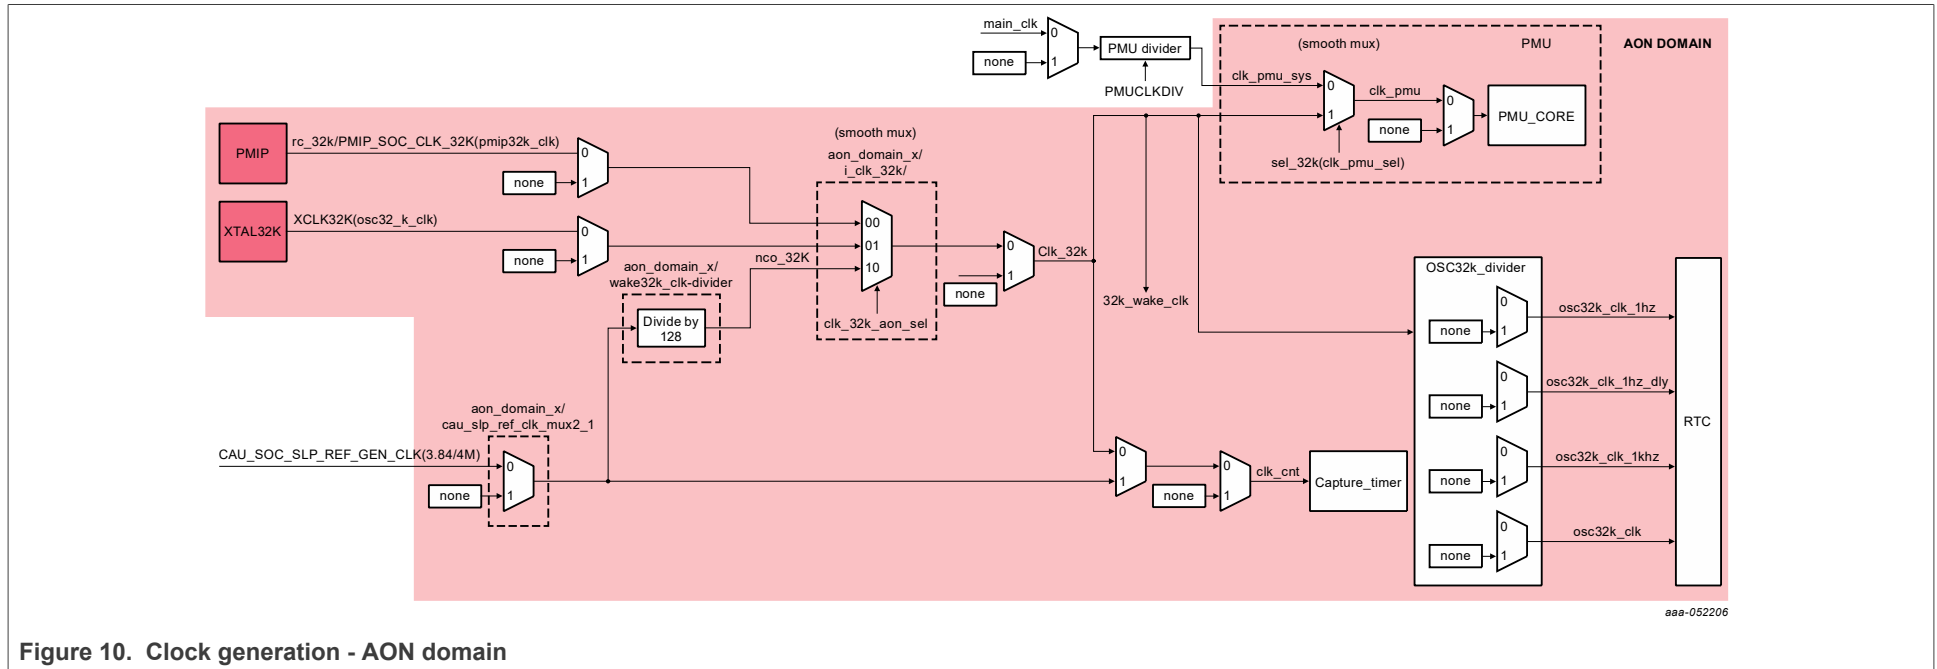 main_clk
0
none
1
PMU divider
PMUCLKDIV
(smooth mux)
PMU
AON DOMAIN
clk_pmu_sys
0
1
clk_pmu
0
none
1
PMU_CORE
sel_32k(clk_pmu_sel)
PMIP
rc_32k/PMIP_SOC_CLK_32K(pmip32k_clk)
0
none
1
XTAL32K
XCLK32K(osc32_k_clk)
0
none
1
(smooth mux)
aon_domain_x/
i_clk_32k/
00
01
10
clk_32k_aon_sel
nco_32K
aon_domain_x/
wake32k_clk-divider
Divide by
128
0
1
none
Clk_32k
32k_wake_clk
aon_domain_x/
cau_slp_ref_clk_mux2_1
CAU_SOC_SLP_REF_GEN_CLK(3.84/4M)
0
none
1
0
1
0
none
1
clk_cnt
Capture_timer
OSC32k_divider
0
none
1
osc32k_clk_1hz
0
none
1
osc32k_clk_1hz_dly
0
none
1
osc32k_clk_1khz
0
none
1
osc32k_clk
RTC
aaa-052206
Figure 10. Clock generation - AON domain